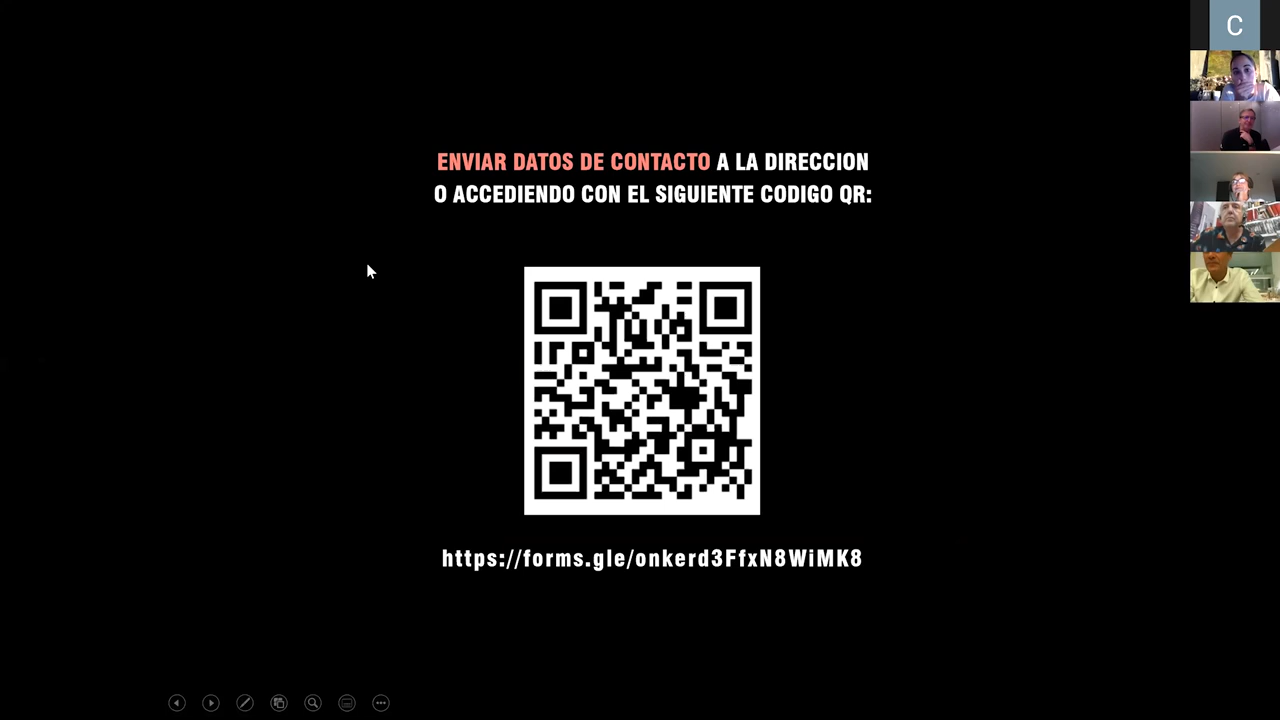 C
ENVIAR DATOS DE CONTACTO A LA DIRECCION
O ACCEDIENDO CON EL SIGUIENTE CODIGO QR:
https://forms.gle/onkerd3FfxN8WiMK8